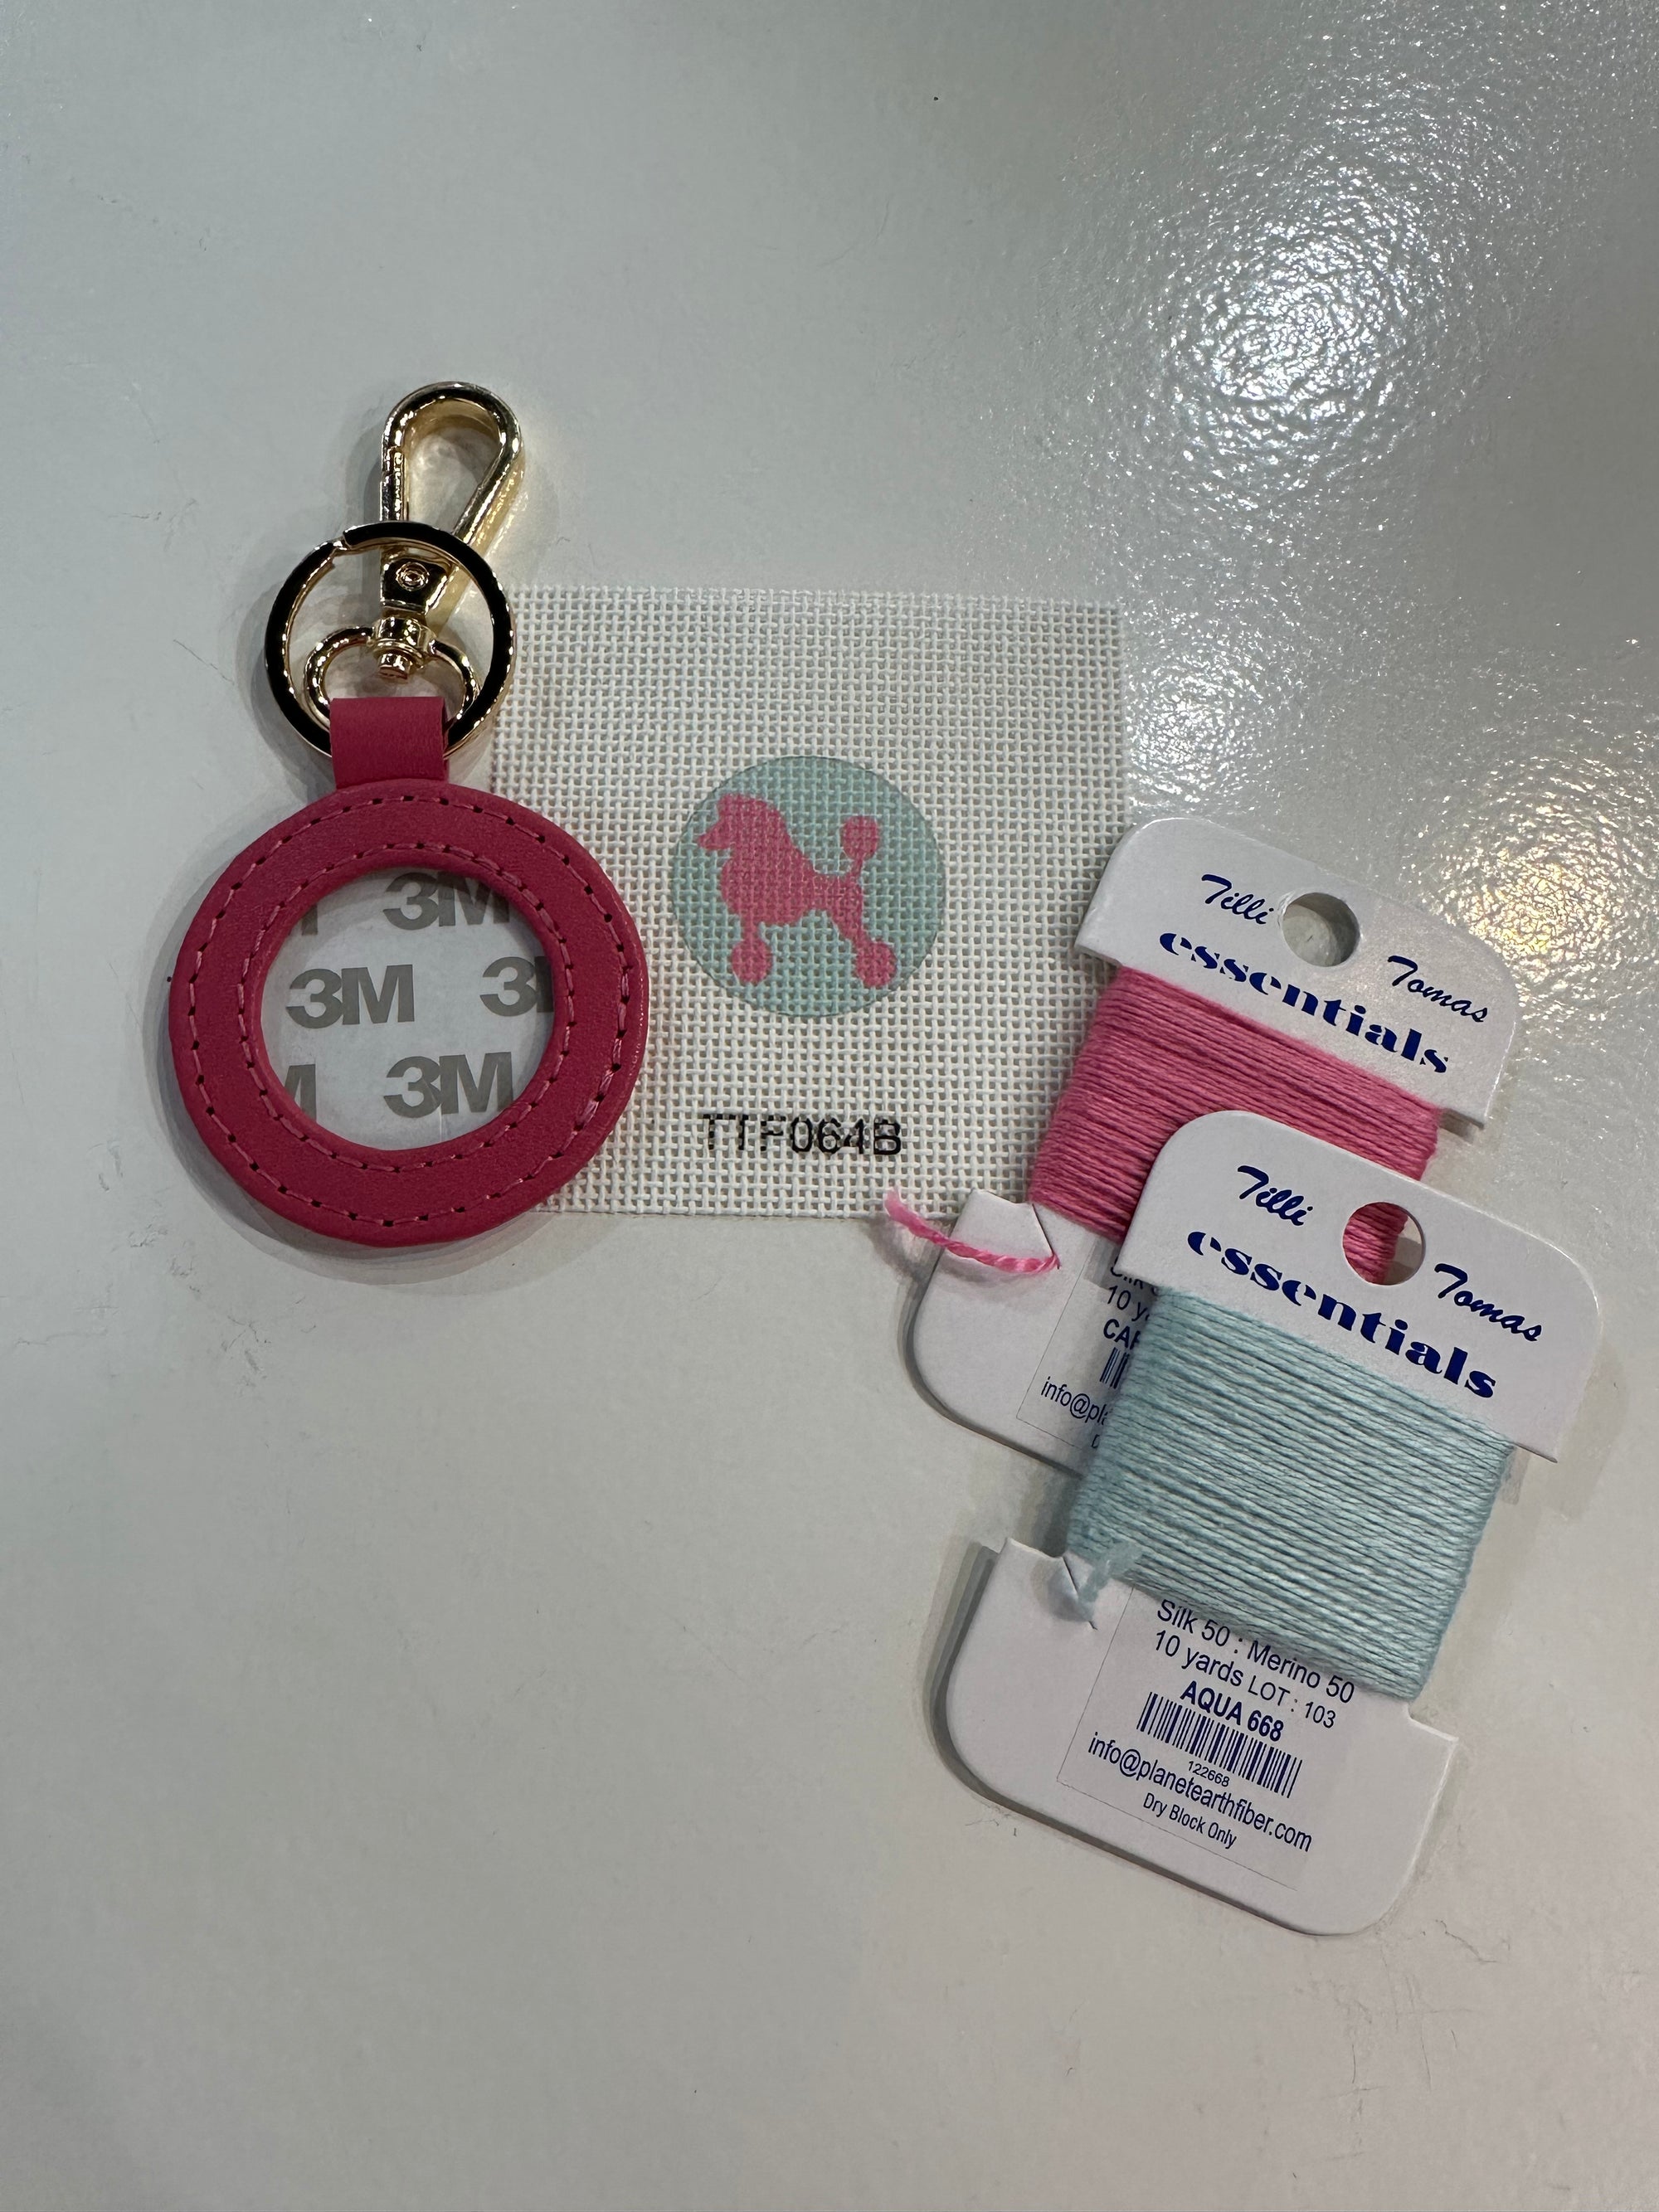 3M
3M
3M
3M
TTF064B
Tilli Tomas
essentials
10
info@
Tilli Tomas
essentials
Silk 50 : Merino 50
10 yards LOT : 103
AQUA 668
122668
info@planetearthfiber.com
Dry Block Only